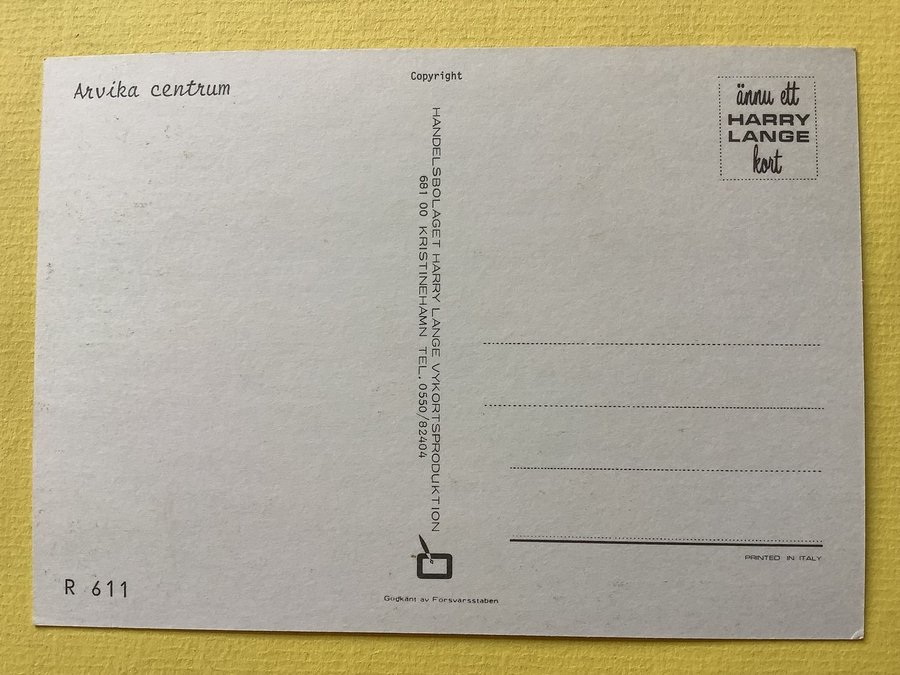 Arvika centrum
Copyright
ännu ett
HARRY
LANGE
kort
HANDELSBOLAGET HARRY LANGE VYKORTSPRODUKTION
681 00 KRISTINEHAMN TEL. 0550/82404
PRINTED IN ITALY
R 611
Godkänt av Försvarsstaben